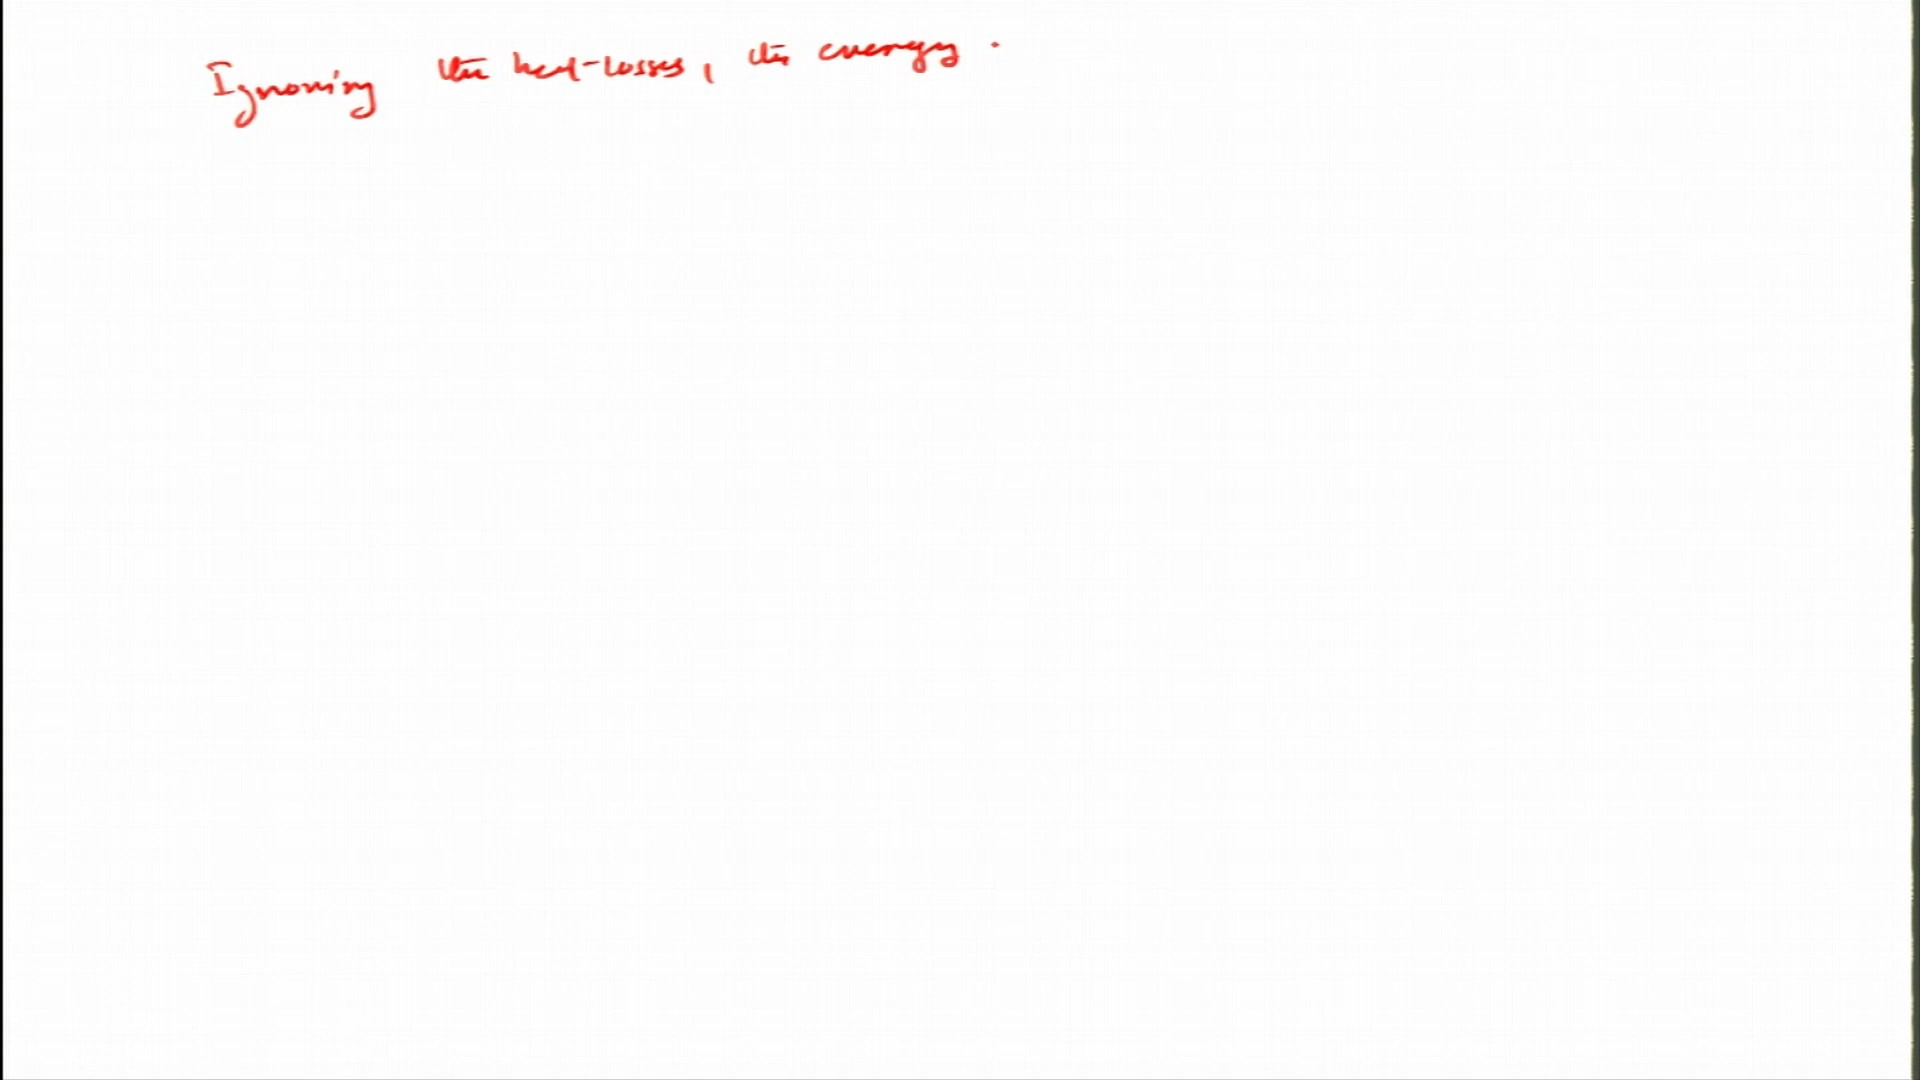 Ignoring the heat-losses, the energy.